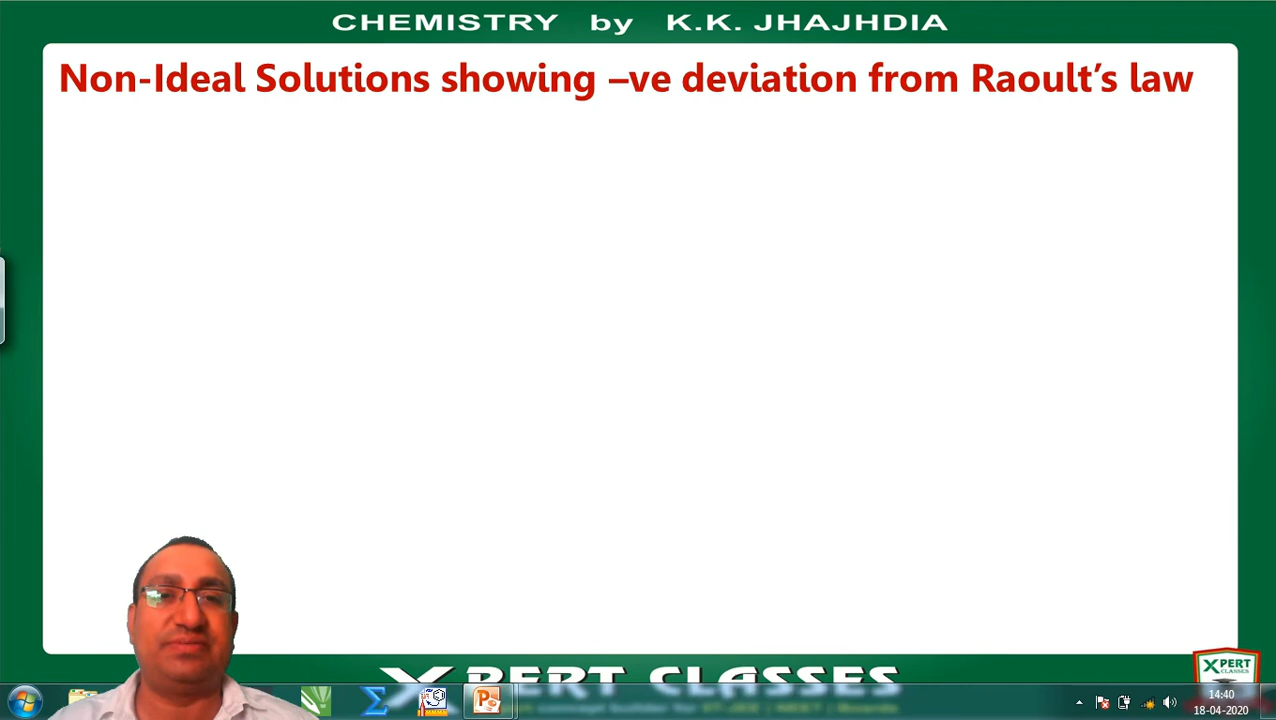 CHEMISTRY by K.K. JHAJHDIA
Non-Ideal Solutions showing –ve deviation from Raoult's law
XPERT CLASSES
XPERT
CLASSES
14:40
18-04-2020